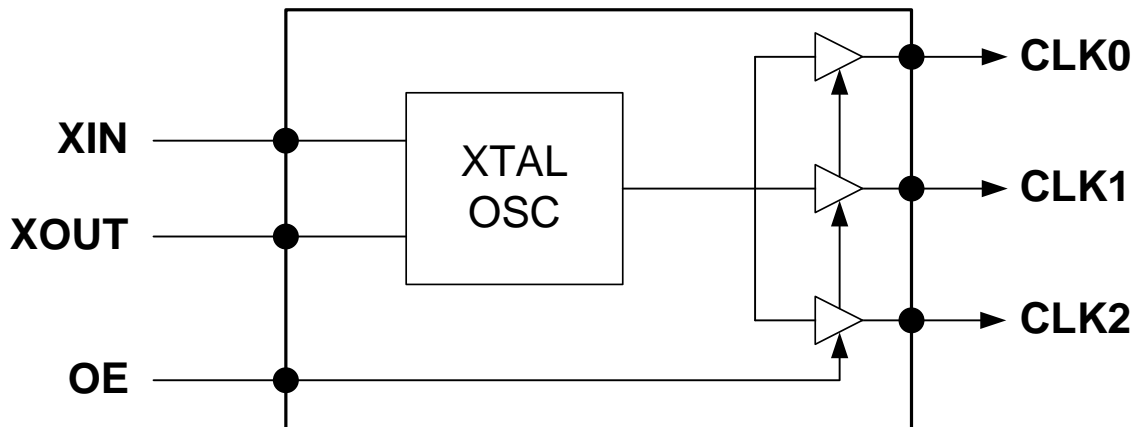 XIN
XOUT
OE
XTAL
OSC
CLK0
CLK1
CLK2